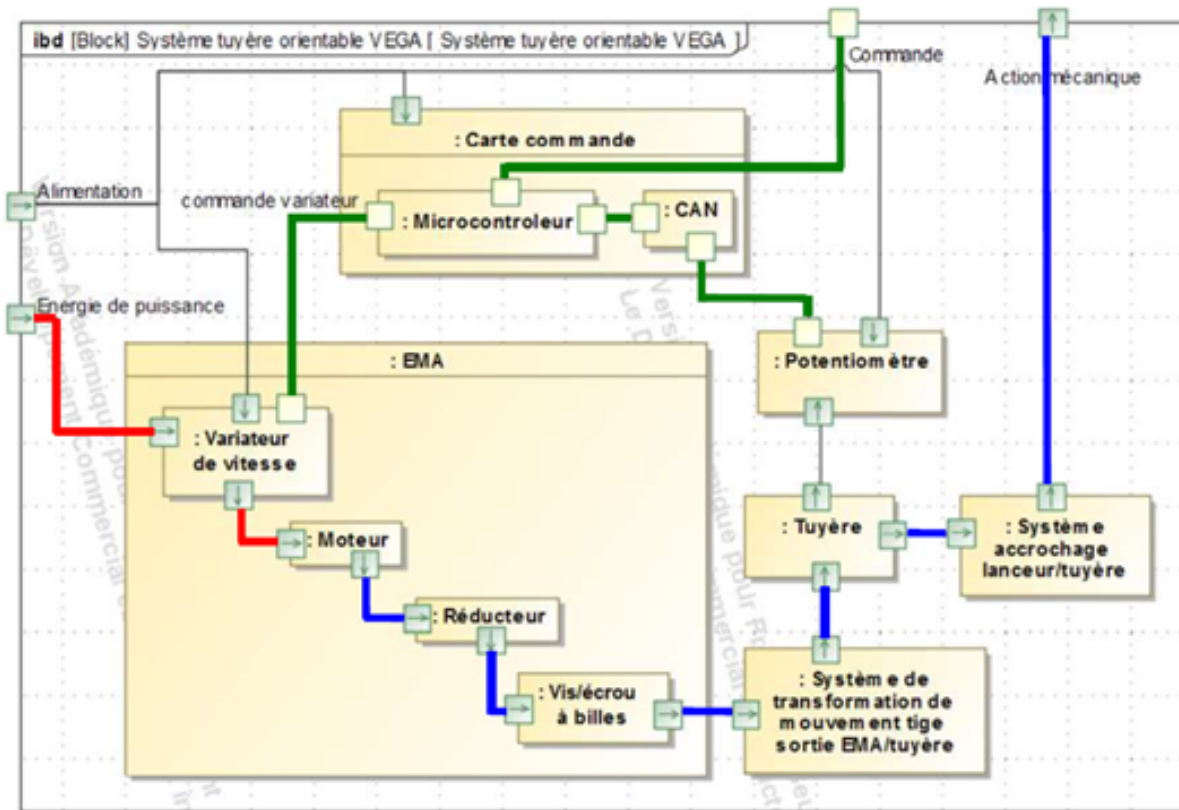 ibd [Block] Système tuyère orientable VEGA [ Système tuyère orientable VEGA ]
Commande
Action mécanique
: Carte commande
Alimentation
commande variateur
: Microcontroleur
: CAN
Energie de puissance
: EMA
: Potentiomètre
: Variateur
de vitesse
: Moteur
: Tuyère
: Système
accrochage
lanceur/tuyère
: Réducteur
: Vis/écrou
à billes
: Système de
transformation de
mouvement tige
sortie EMA/tuyère